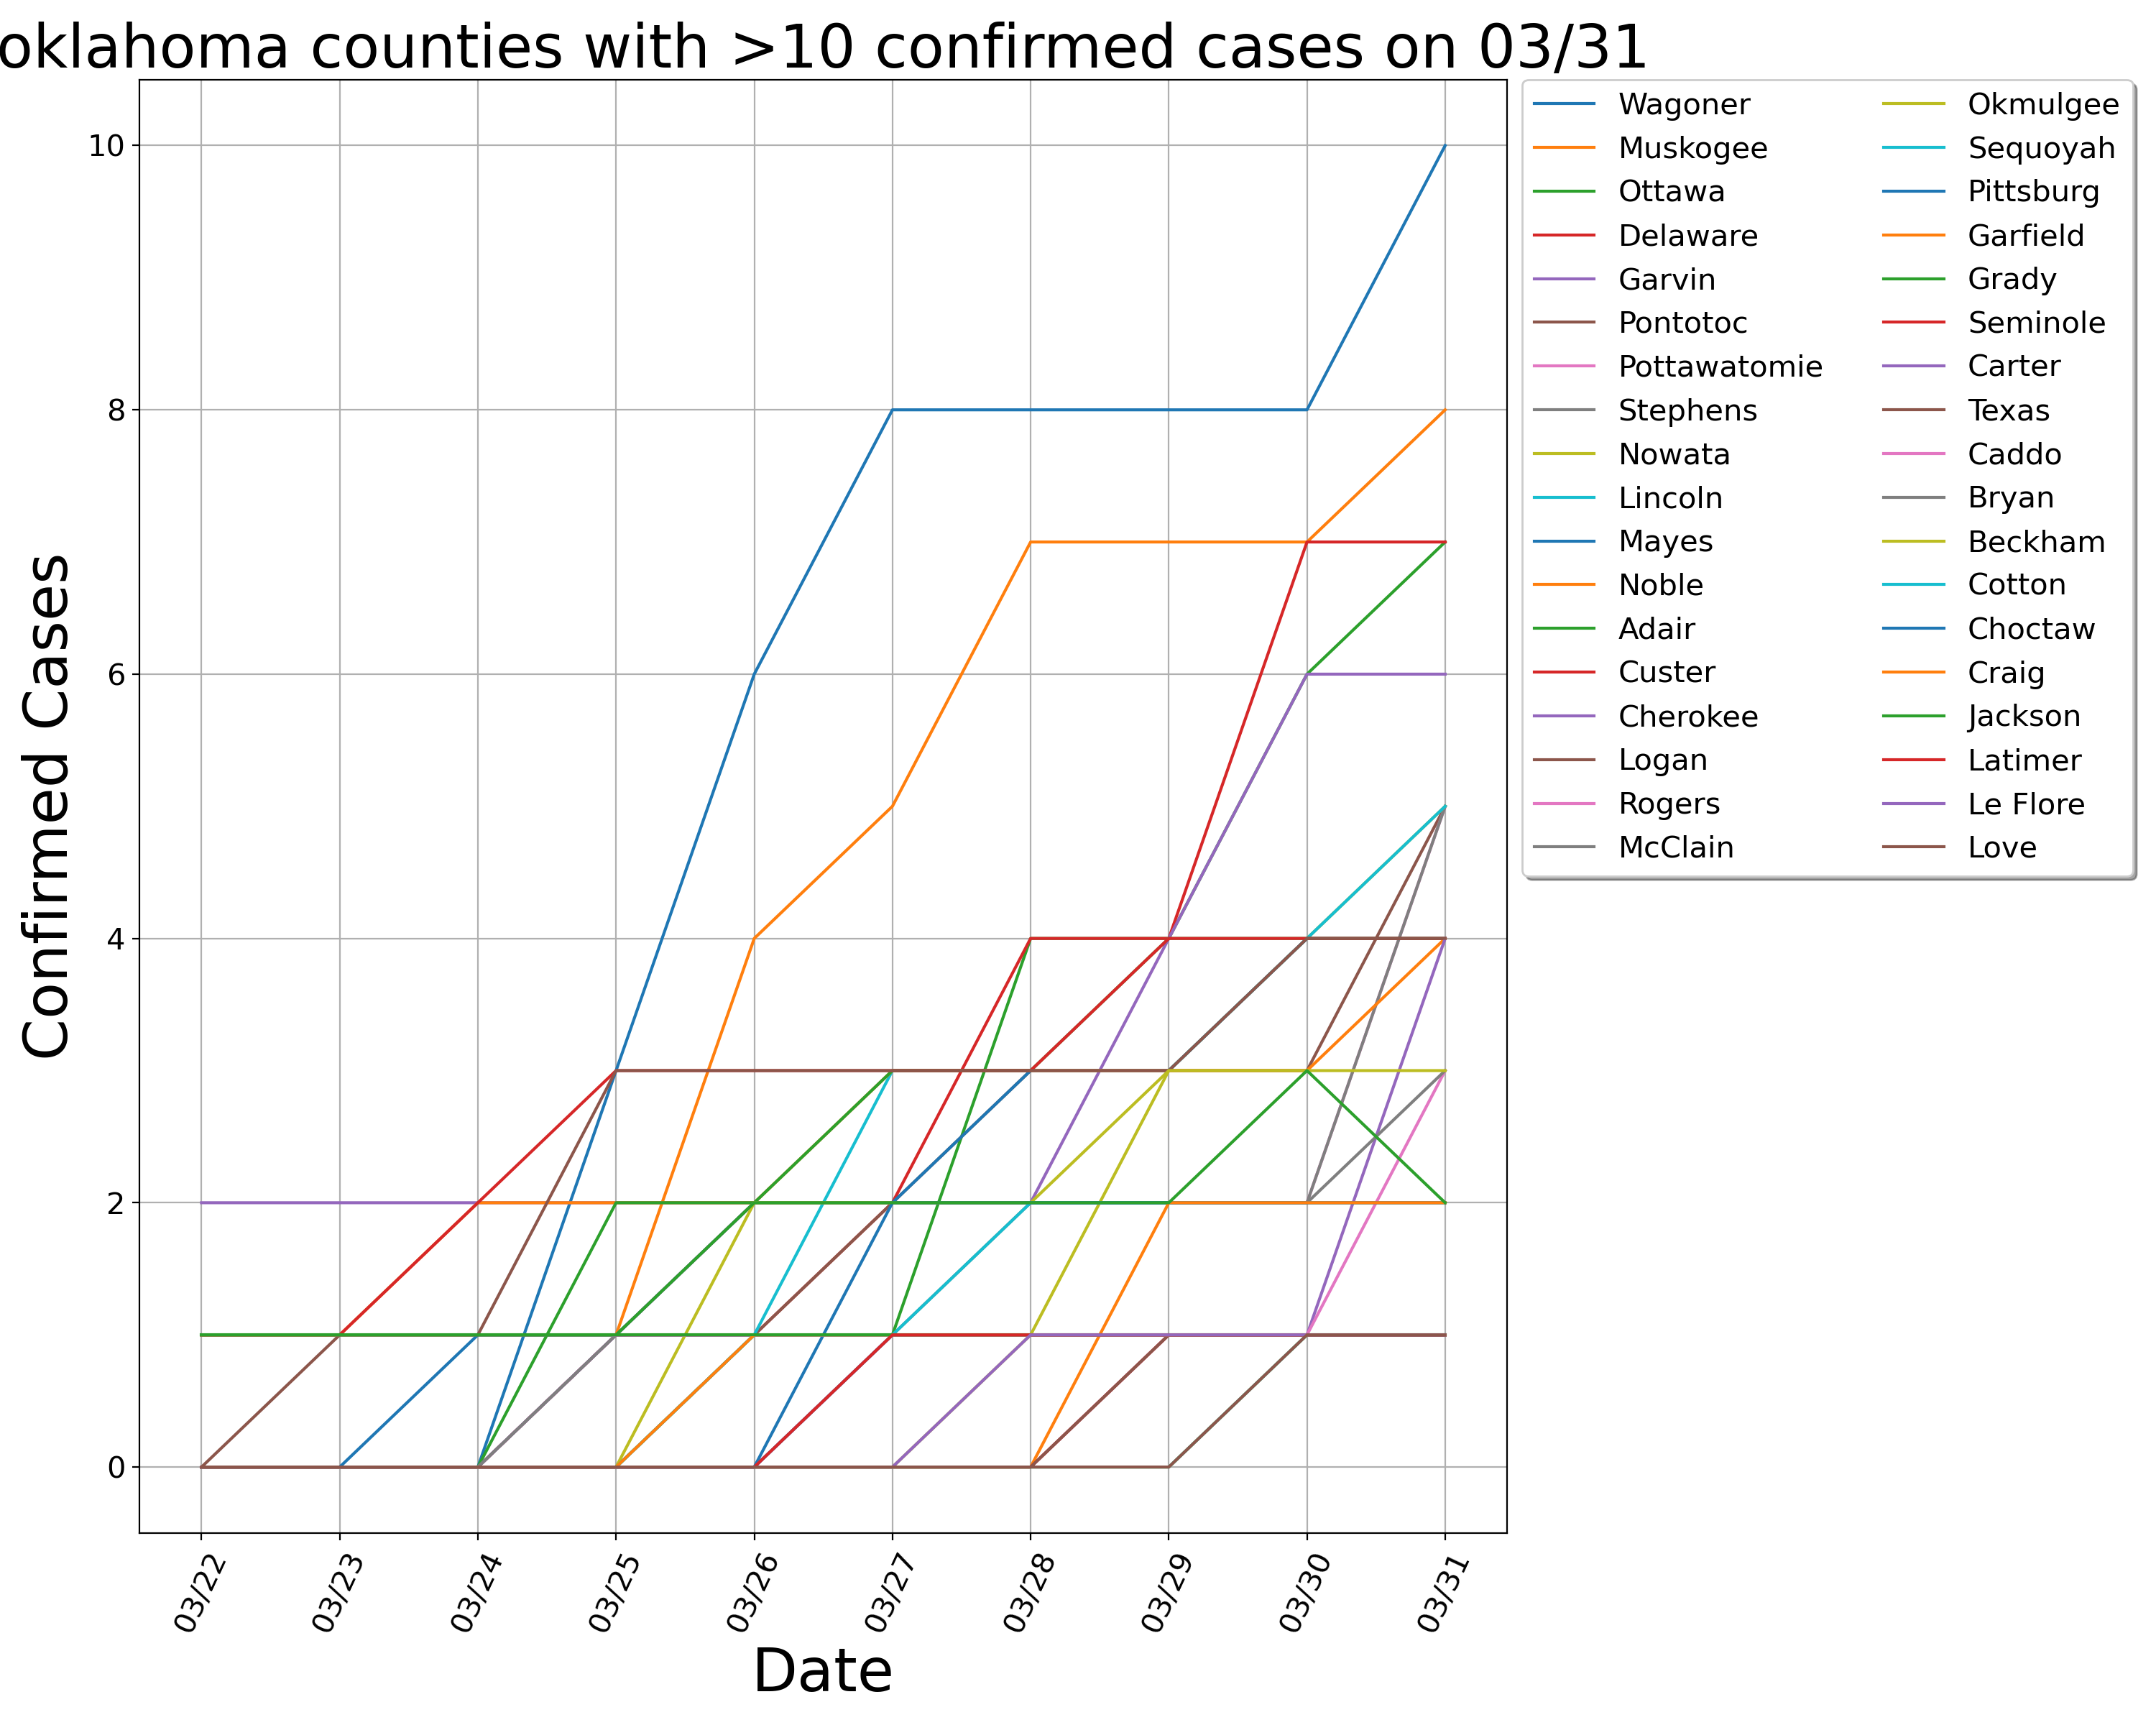 oklahoma counties with >10 confirmed cases on 03/31
Confirmed Cases
10
8
6
4
2
0
03/22
03/23
03/24
03/25
03/26
03/27
03/28
03/29
03/30
03/31
Date
Wagoner
Muskogee
Ottawa
Delaware
Garvin
Pontotoc
Pottawatomie
Stephens
Nowata
Lincoln
Mayes
Noble
Adair
Custer
Cherokee
Logan
Rogers
McClain
Okmulgee
Sequoyah
Pittsburg
Garfield
Grady
Seminole
Carter
Texas
Caddo
Bryan
Beckham
Cotton
Choctaw
Craig
Jackson
Latimer
Le Flore
Love